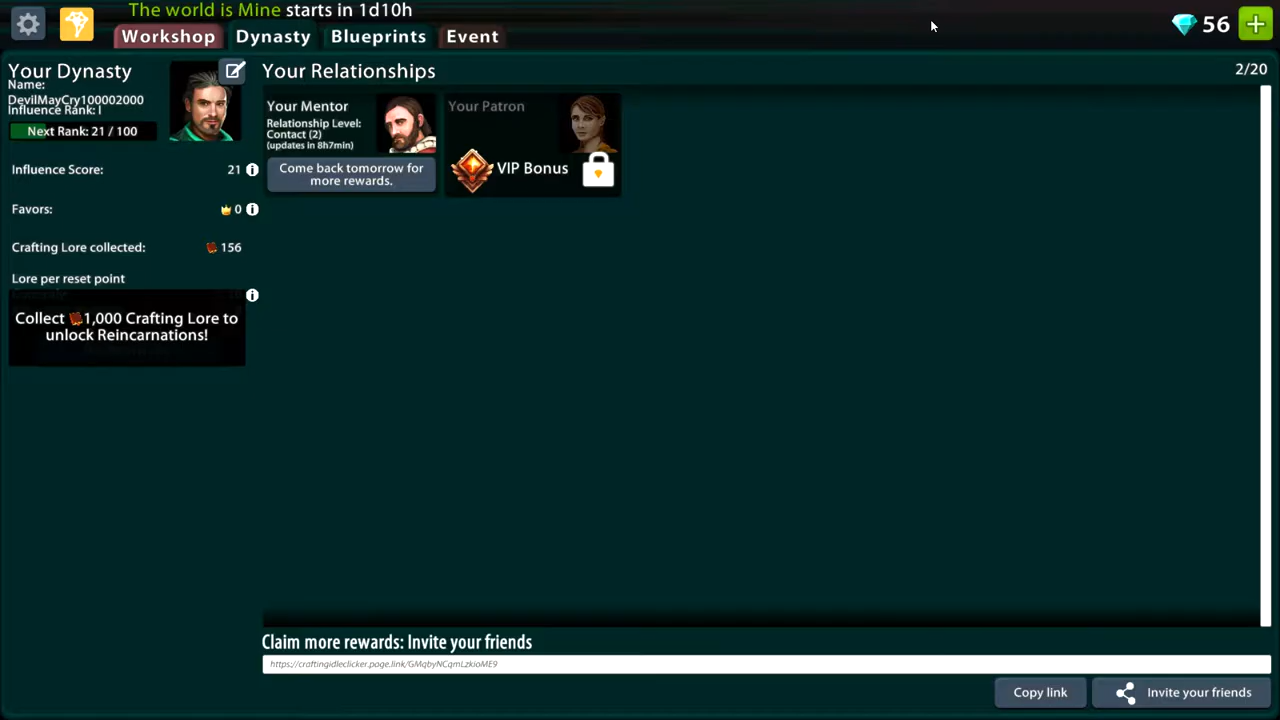 The world is Mine starts in 1d10h
56
Workshop
Dynasty
Blueprints
Event
Your Dynasty
Name:
DevilMayCry100002000
Influence Rank: I
Next Rank: 21 / 100
Influence Score: 21
Favors: 0
Crafting Lore collected: 156
Lore per reset point
Collect 1,000 Crafting Lore to
unlock Reincarnations!
Your Relationships
2/20
Your Mentor
Relationship Level:
Contact (2)
(updates in 8h7min)
Come back tomorrow for
more rewards.
Your Patron
VIP Bonus
Claim more rewards: Invite your friends
https://craftingidleclicker.page.link/GMqbyNCqmLzkioME9
Copy link
Invite your friends